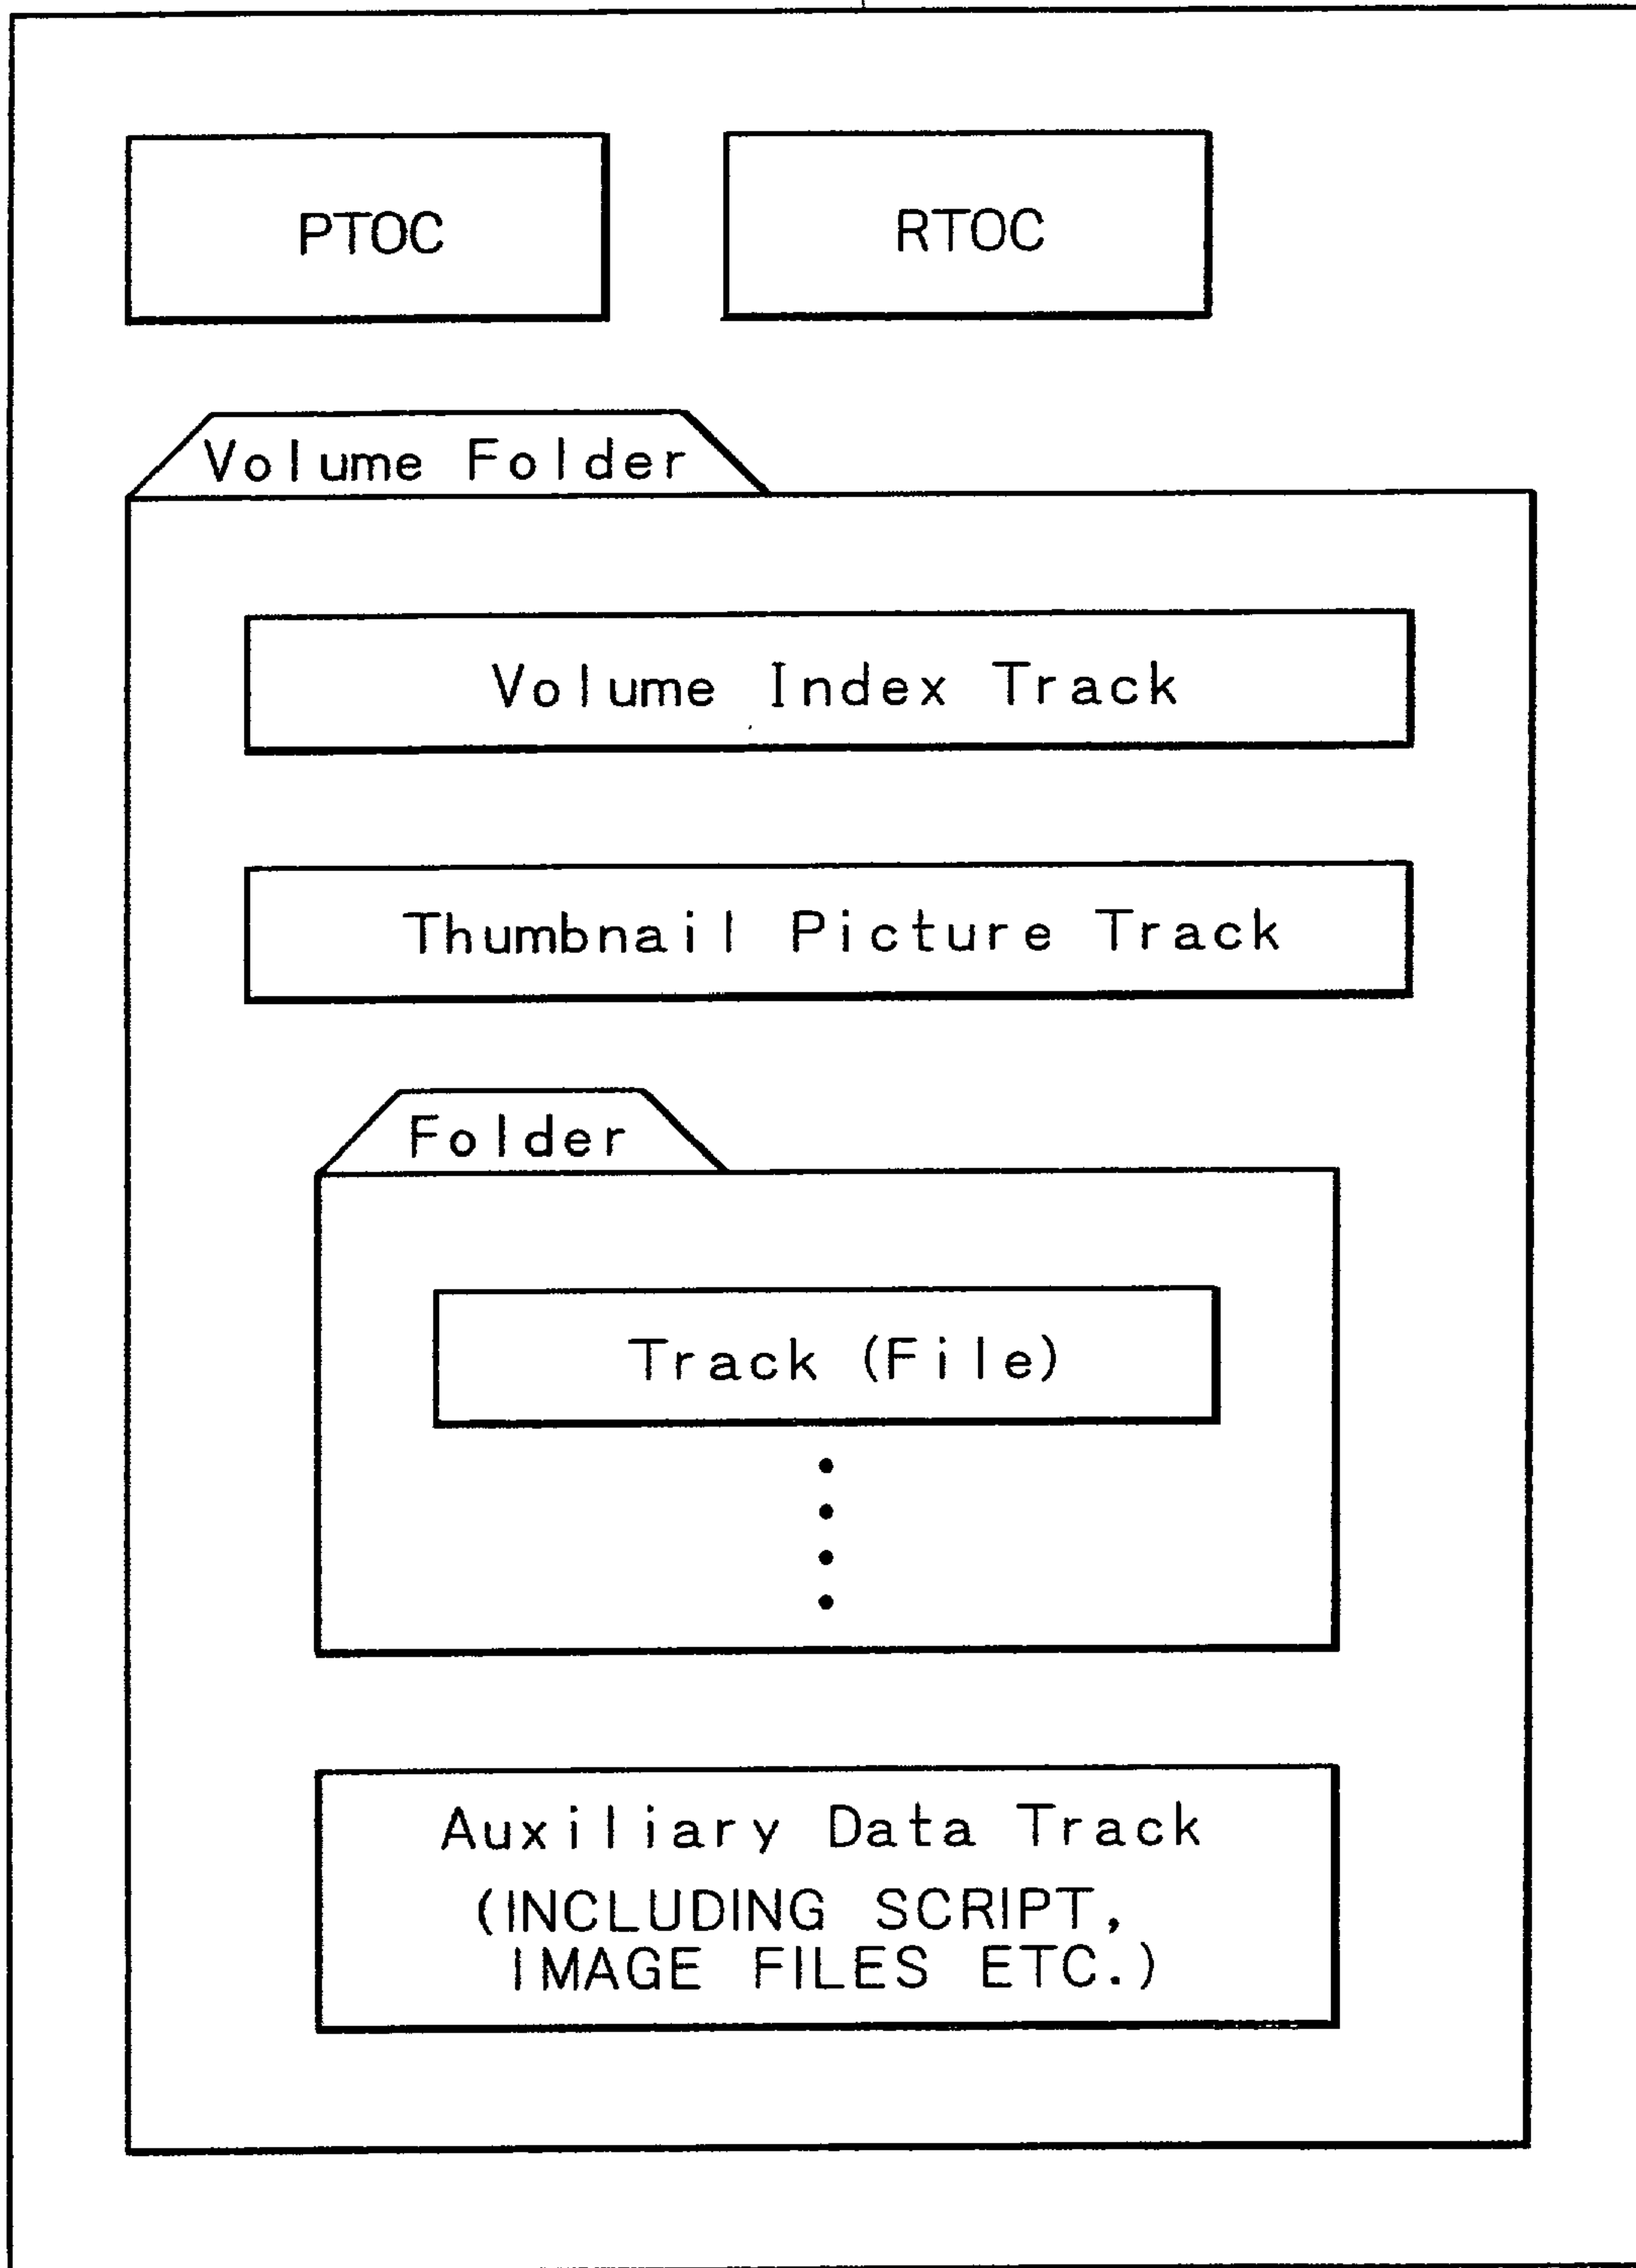 PTOC
RTOC
Volume Folder
Volume Index Track
Thumbnail Picture Track
Folder
Track (File)
Auxiliary Data Track
(INCLUDING SCRIPT,
IMAGE FILES ETC.)